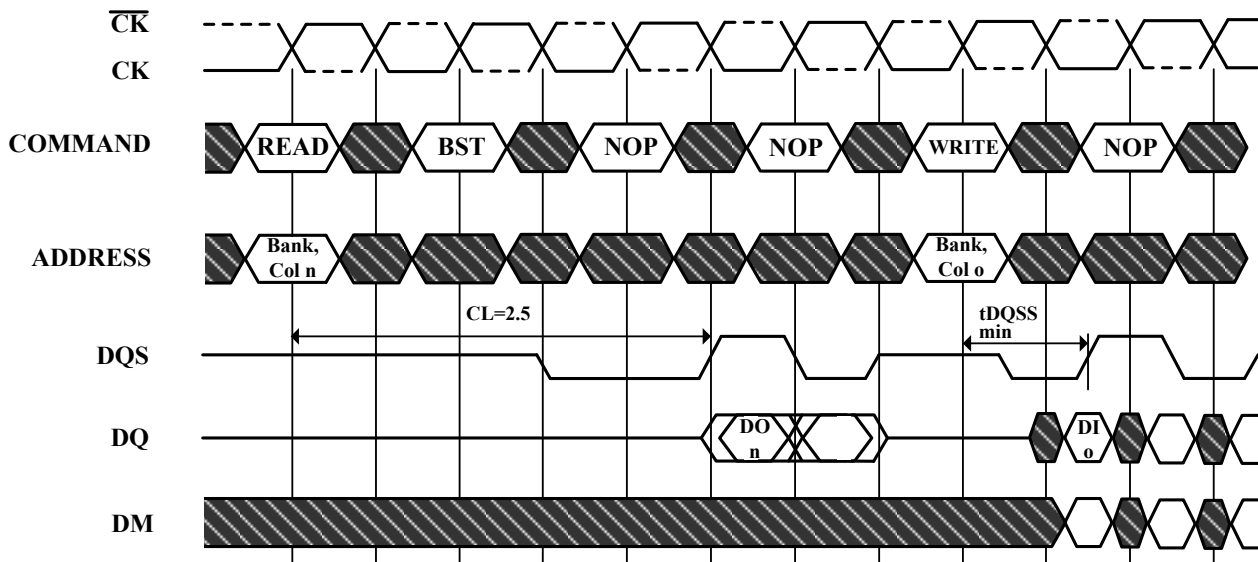 CK
CK
COMMAND
READ
BST
NOP
NOP
WRITE
NOP
ADDRESS
Bank,
Col n
Bank,
Col o
CL=2.5
tDQSS
min
DQS
DQ
DO
n
DI
o
DM